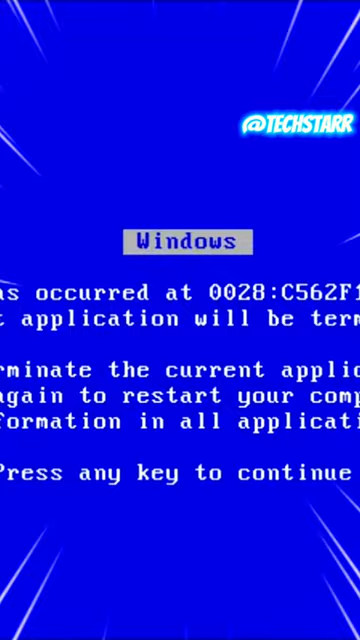 @TECHSTARR
Windows
as occurred at 0028:C562F1
t application will be term
rminate the current applic
again to restart your comp
formation in all applicati
Press any key to continue